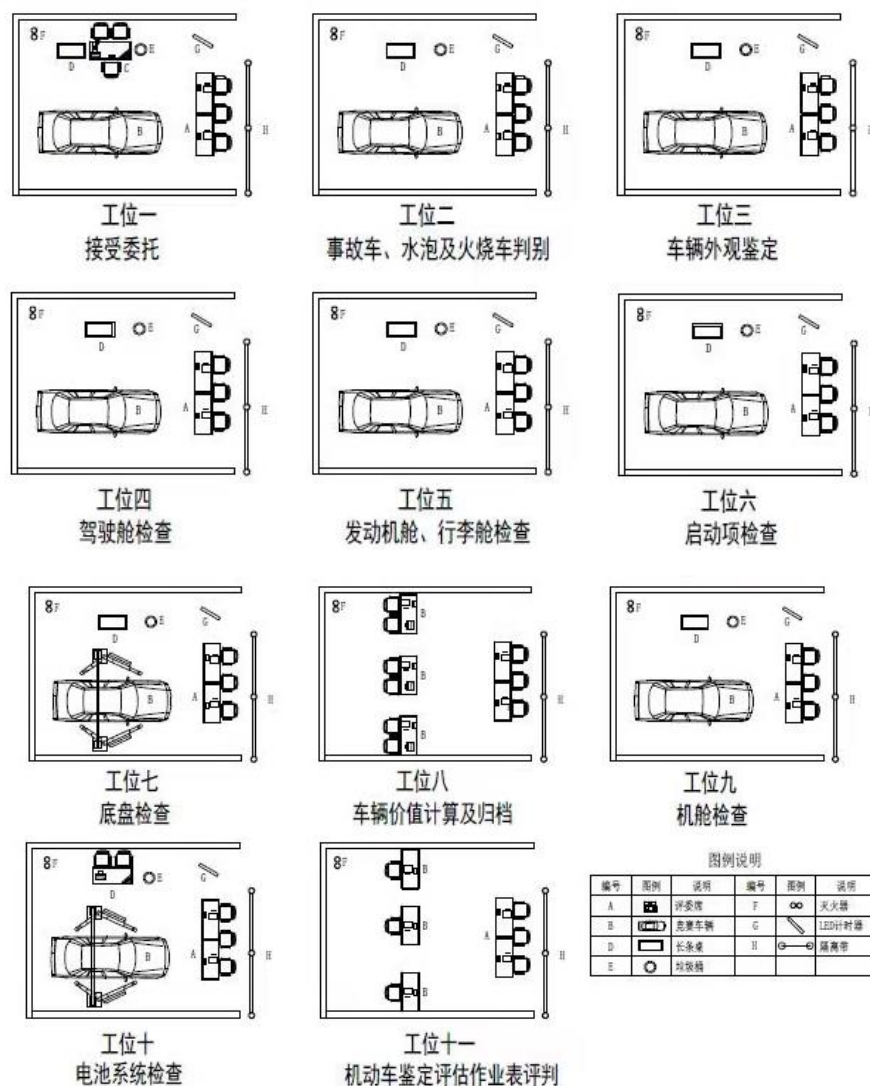 F
E
G
D
C
B
A
H
工位一
接受委托
F
E
G
D
B
A
H
工位二
事故车、水泡及火烧车判别
F
E
G
D
B
A
工位三
车辆外观鉴定
F
E
G
D
B
A
H
工位四
驾驶舱检查
F
E
G
D
B
A
H
工位五
发动机舱、行李舱检查
F
E
G
D
B
A
工位六
启动项检查
F
E
G
D
B
A
H
工位七
底盘检查
F
B
B
A
B
H
工位八
车辆价值计算及归档
F
E
G
D
B
A
H
工位九
机舱检查
F
E
G
D
B
A
H
工位十
电池系统检查
F
B
B
A
B
H
工位十一
机动车鉴定评估作业表评判
图例说明
编号 图例 说明 编号 图例 说明
A 评委席 F 灭火器
B 竞赛车辆 G LED计时器
D 长条桌 H 隔离带
E 垃圾桶